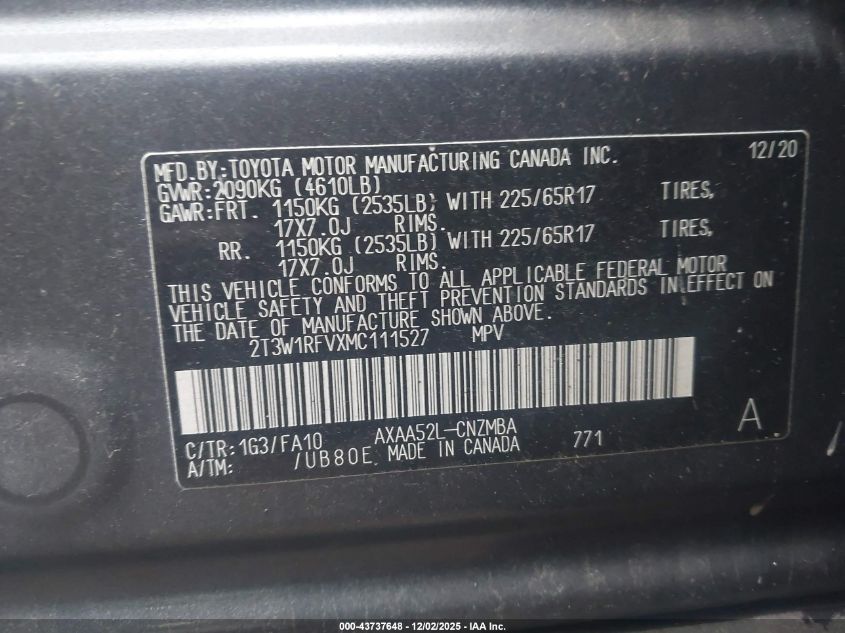 MFD.BY:TOYOTA MOTOR MANUFACTURING CANADA INC. 12/20
GVWR:2090KG (4610LB)
GAWR:FRT. 1150KG (2535LB) WITH 225/65R17 TIRES,
17X7.0J RIMS.
RR. 1150KG (2535LB) WITH 225/65R17 TIRES,
17X7.0J RIMS.
THIS VEHICLE CONFORMS TO ALL APPLICABLE FEDERAL MOTOR
VEHICLE SAFETY AND THEFT PREVENTION STANDARDS IN EFFECT ON
THE DATE OF MANUFACTURE SHOWN ABOVE.
2T3W1RFVXMC111527 MPV
C/TR:1G3/FA10 AXAA52L-CNZMBA A
A/TM: /UB80E MADE IN CANADA 771
000-43737648 - 12/02/2025 - IAA Inc.